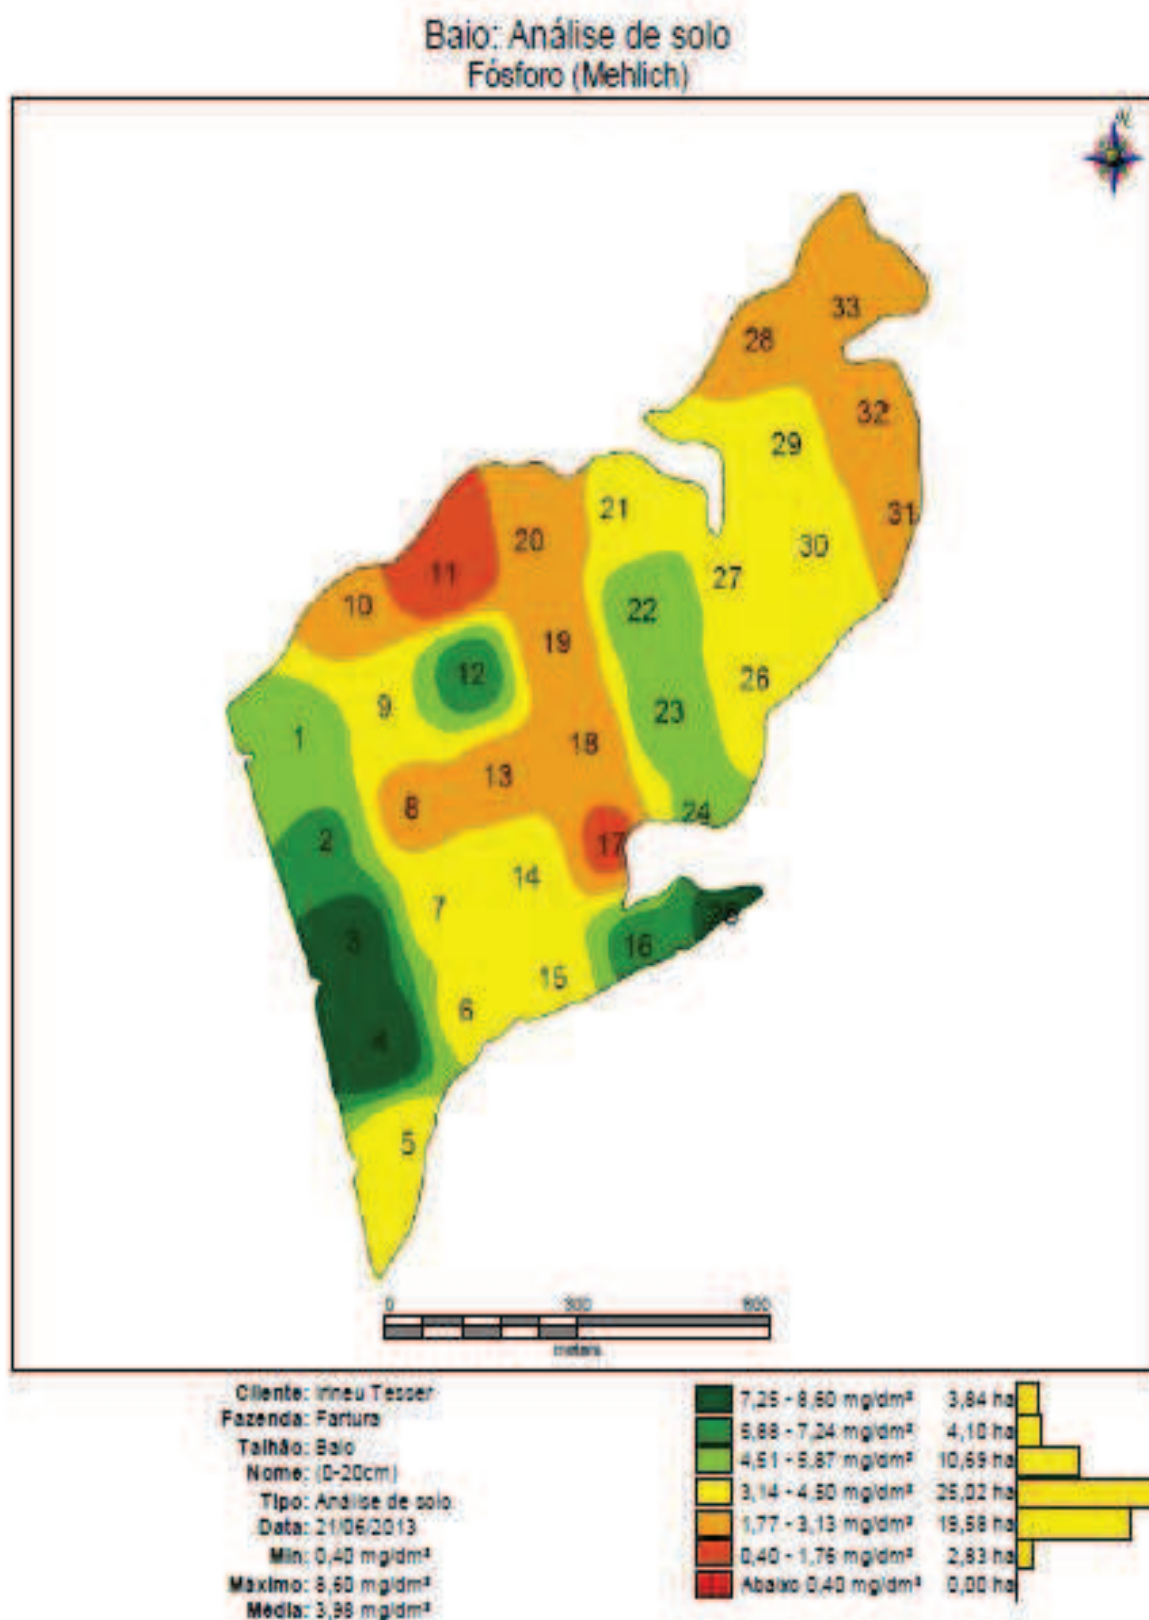 Baio: Análise de solo
Fósforo (Mehlich)
N
33
28
32
29
31
21
20
30
11
27
10
22
19
12
26
9
23
1
18
13
8
24
2
17
14
7
25
3
16
15
6
4
5
0 300 600
meters
Cliente: Irineu Tesser
Fazenda: Fartura
Talhão: Baio
Nome: (0-20cm)
Tipo: Análise de solo
Data: 21/06/2013
Min: 0,40 mg/dm³
Máximo: 8,60 mg/dm³
Média: 3,98 mg/dm³
7,25 - 8,60 mg/dm³ 3,84 ha
5,88 - 7,24 mg/dm³ 4,10 ha
4,51 - 5,87 mg/dm³ 10,69 ha
3,14 - 4,50 mg/dm³ 25,02 ha
1,77 - 3,13 mg/dm³ 19,58 ha
0,40 - 1,76 mg/dm³ 2,83 ha
Abaixo 0,40 mg/dm³ 0,00 ha